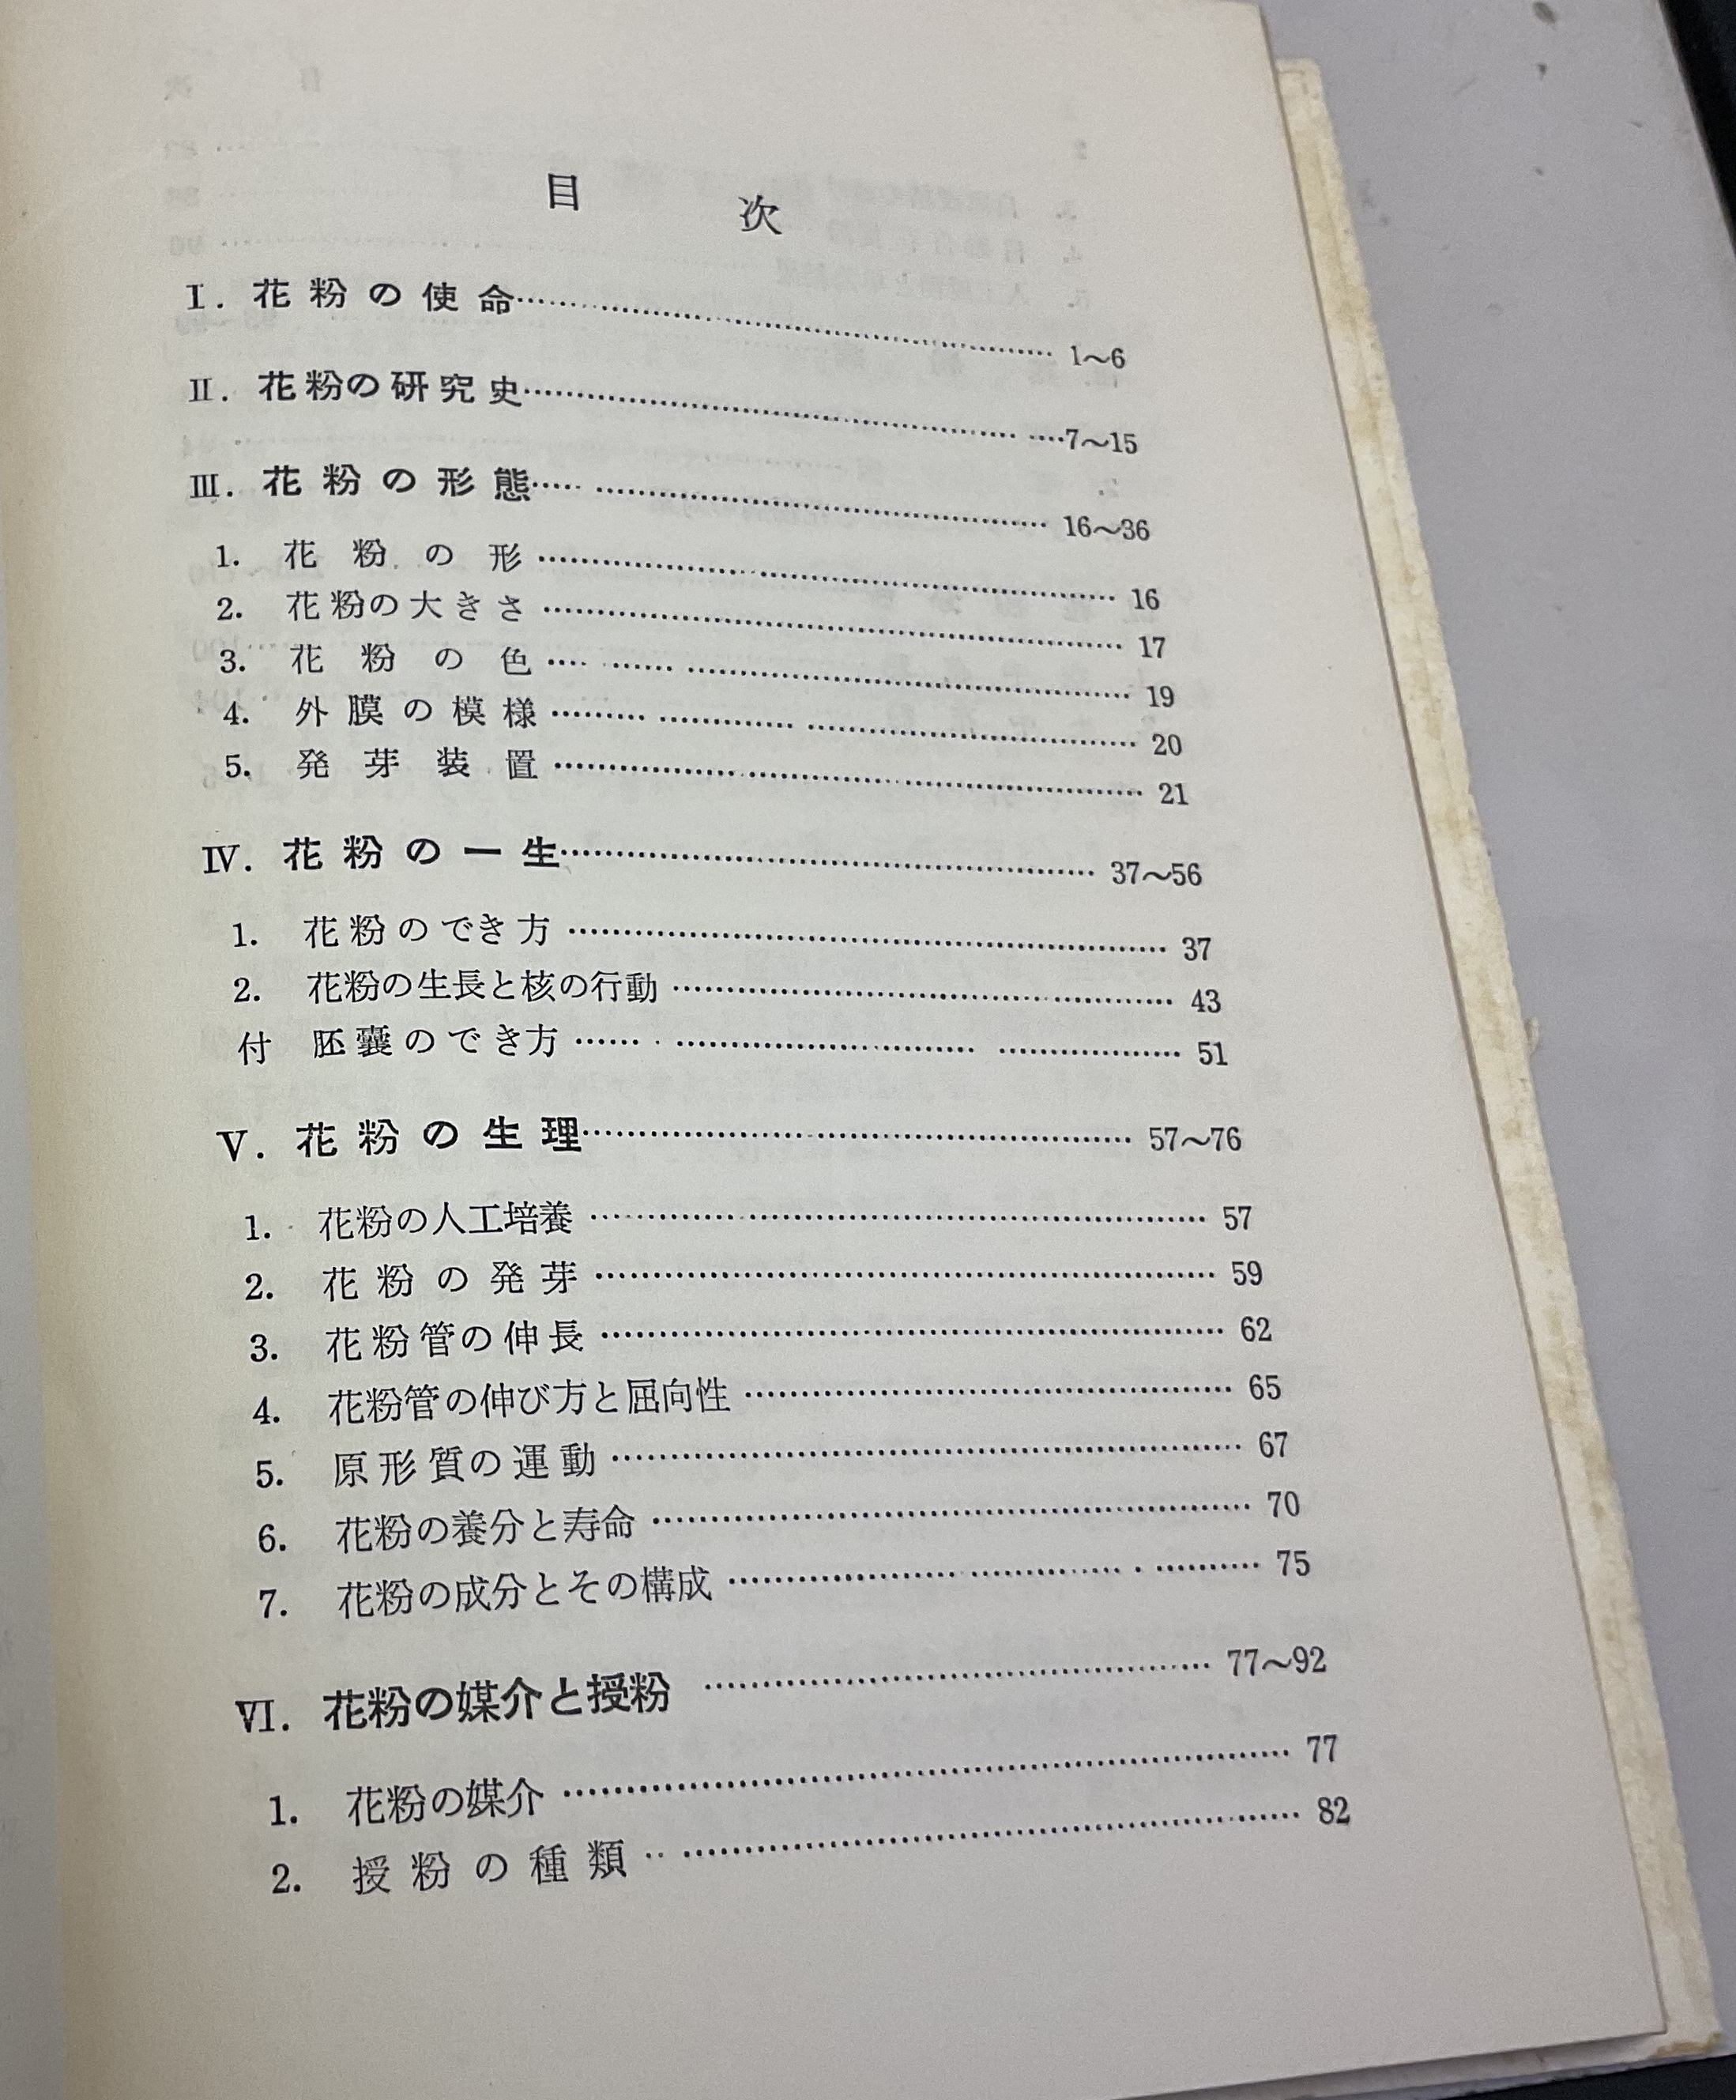 目次
Ⅰ. 花粉の使命…………1～6
Ⅱ. 花粉の研究史…………7～15
Ⅲ. 花粉の形態…………16～36
1. 花粉の形…………16
2. 花粉の大きさ…………17
3. 花粉の色…………19
4. 外膜の模様…………20
5. 発芽装置…………21
Ⅳ. 花粉の一生…………37～56
1. 花粉のでき方…………37
2. 花粉の生長と核の行動…………43
付 胚嚢のでき方…………51
Ⅴ. 花粉の生理…………57～76
1. 花粉の人工培養…………57
2. 花粉の発芽…………59
3. 花粉管の伸長…………62
4. 花粉管の伸び方と屈向性…………65
5. 原形質の運動…………67
6. 花粉の養分と寿命…………70
7. 花粉の成分とその構成…………75
Ⅵ. 花粉の媒介と授粉…………77～92
1. 花粉の媒介…………77
2. 授粉の種類…………82